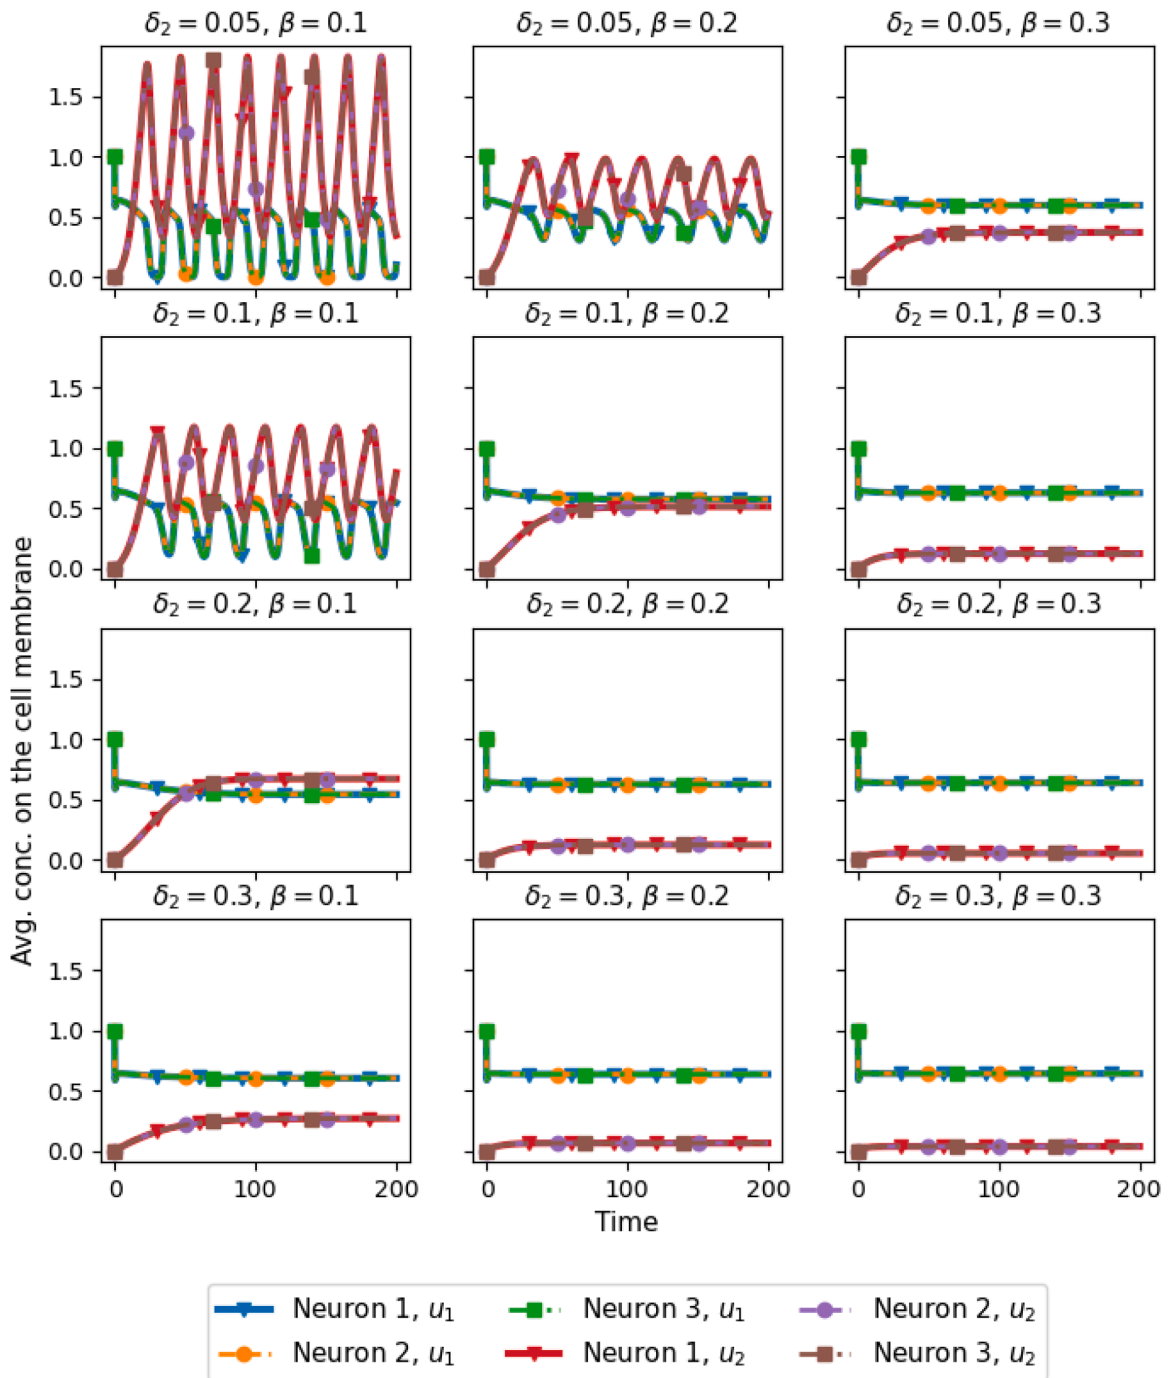 δ₂ = 0.05, β = 0.1 δ₂ = 0.05, β = 0.2 δ₂ = 0.05, β = 0.3
1.5
1.0
0.5
0.0
δ₂ = 0.1, β = 0.1 δ₂ = 0.1, β = 0.2 δ₂ = 0.1, β = 0.3
1.5
1.0
0.5
0.0
δ₂ = 0.2, β = 0.1 δ₂ = 0.2, β = 0.2 δ₂ = 0.2, β = 0.3
1.5
1.0
0.5
0.0
δ₂ = 0.3, β = 0.1 δ₂ = 0.3, β = 0.2 δ₂ = 0.3, β = 0.3
1.5
1.0
0.5
0.0
Avg. conc. on the cell membrane
0 100 200 0 100 200 0 100 200
Time
Neuron 1, u₁ Neuron 3, u₁ Neuron 2, u₂
Neuron 2, u₁ Neuron 1, u₂ Neuron 3, u₂